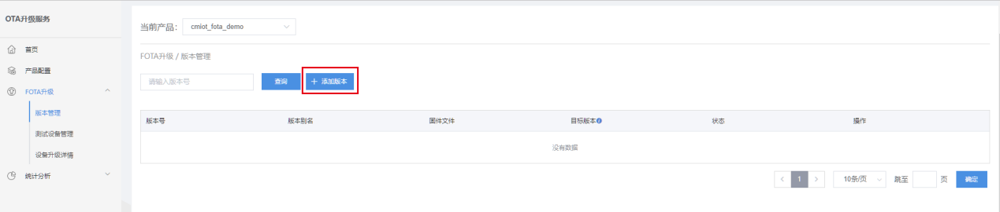 OTA升级服务
首页
产品配置
FOTA升级
版本管理
测试设备管理
设备升级详情
统计分析
当前产品： cmiot_fota_demo
FOTA升级 / 版本管理
请输入版本号 查询 + 添加版本
版本号 版本别名 固件文件 目标版本 状态 操作
没有数据
< 1 > 10条/页 跳至 页 确定